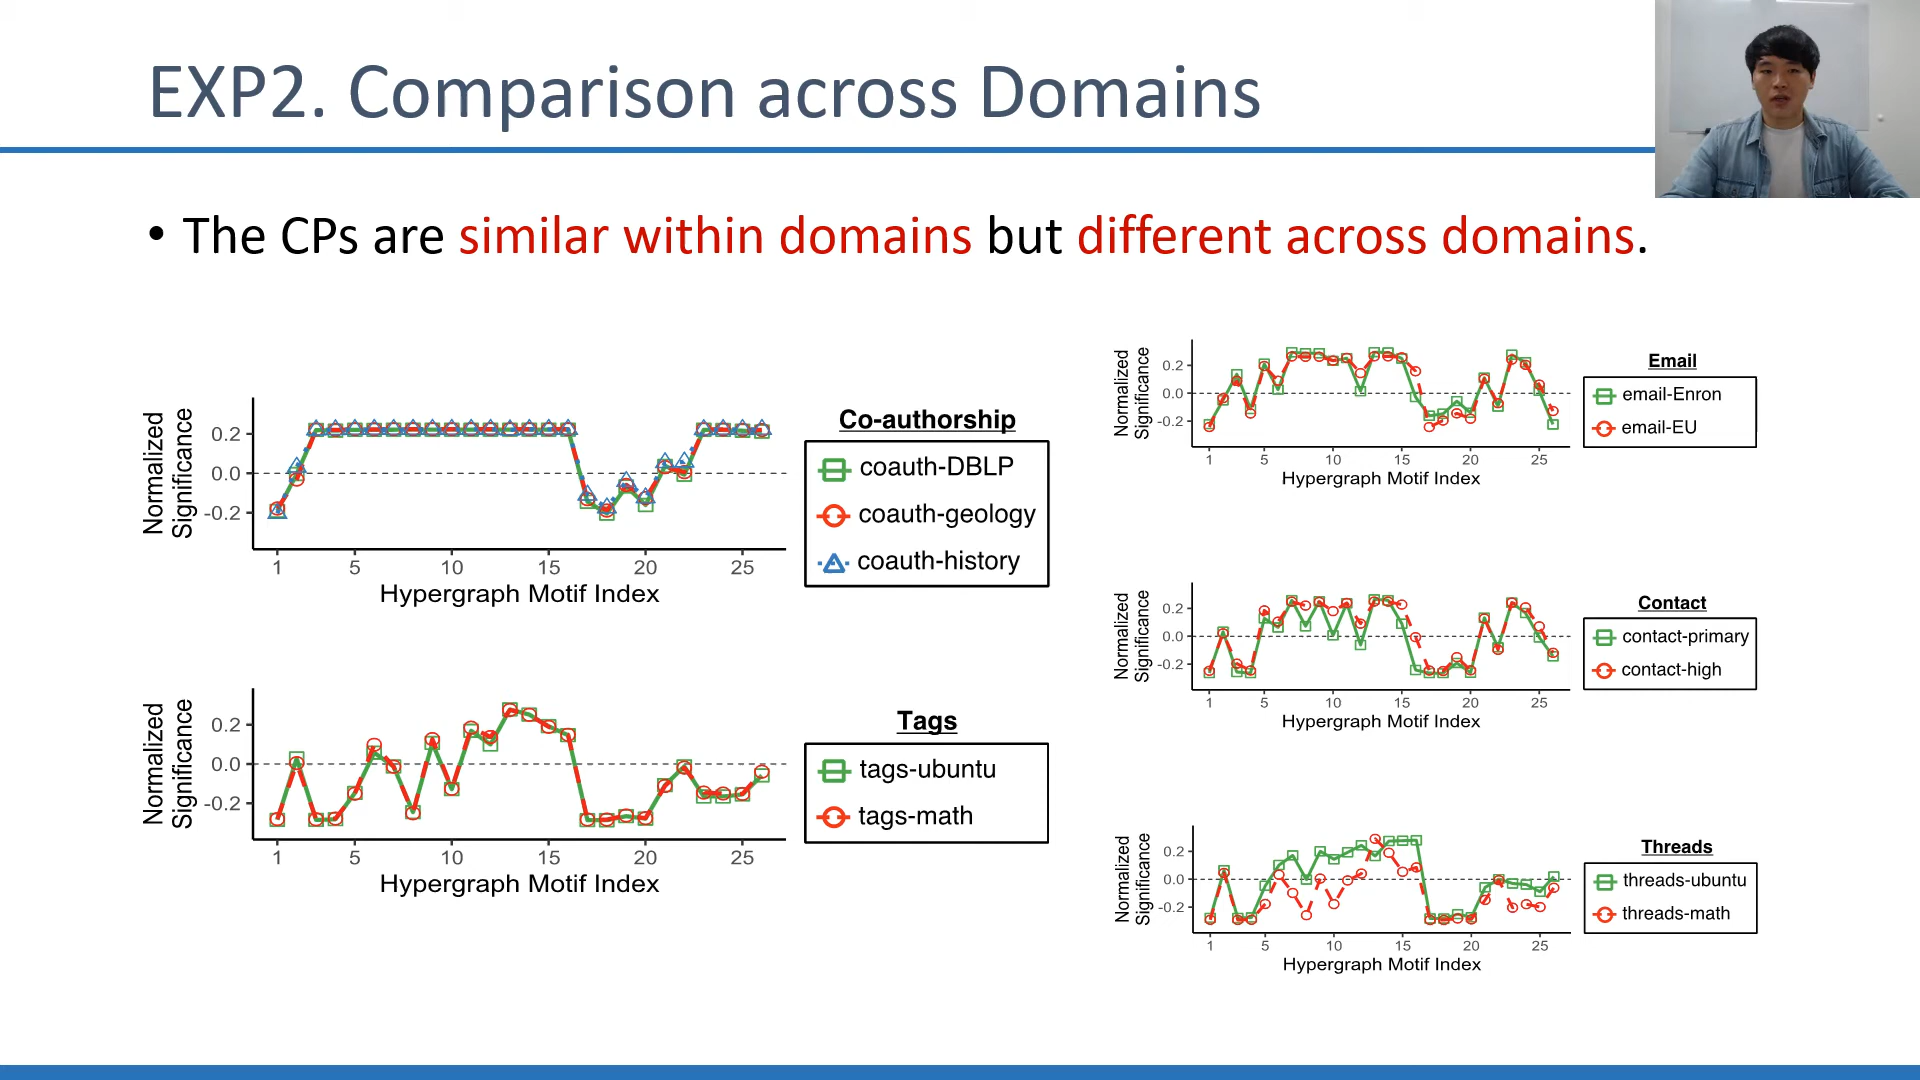 EXP2. Comparison across Domains
• The CPs are similar within domains but different across domains.
Normalized
Significance
0.2
0.0
-0.2
1 5 10 15 20 25
Hypergraph Motif Index
Co-authorship
coauth-DBLP
coauth-geology
coauth-history
Normalized
Significance
0.2
0.0
-0.2
1 5 10 15 20 25
Hypergraph Motif Index
Tags
tags-ubuntu
tags-math
Normalized
Significance
0.2
0.0
-0.2
1 5 10 15 20 25
Hypergraph Motif Index
Email
email-Enron
email-EU
Normalized
Significance
0.2
0.0
-0.2
1 5 10 15 20 25
Hypergraph Motif Index
Contact
contact-primary
contact-high
Normalized
Significance
0.2
0.0
-0.2
1 5 10 15 20 25
Hypergraph Motif Index
Threads
threads-ubuntu
threads-math